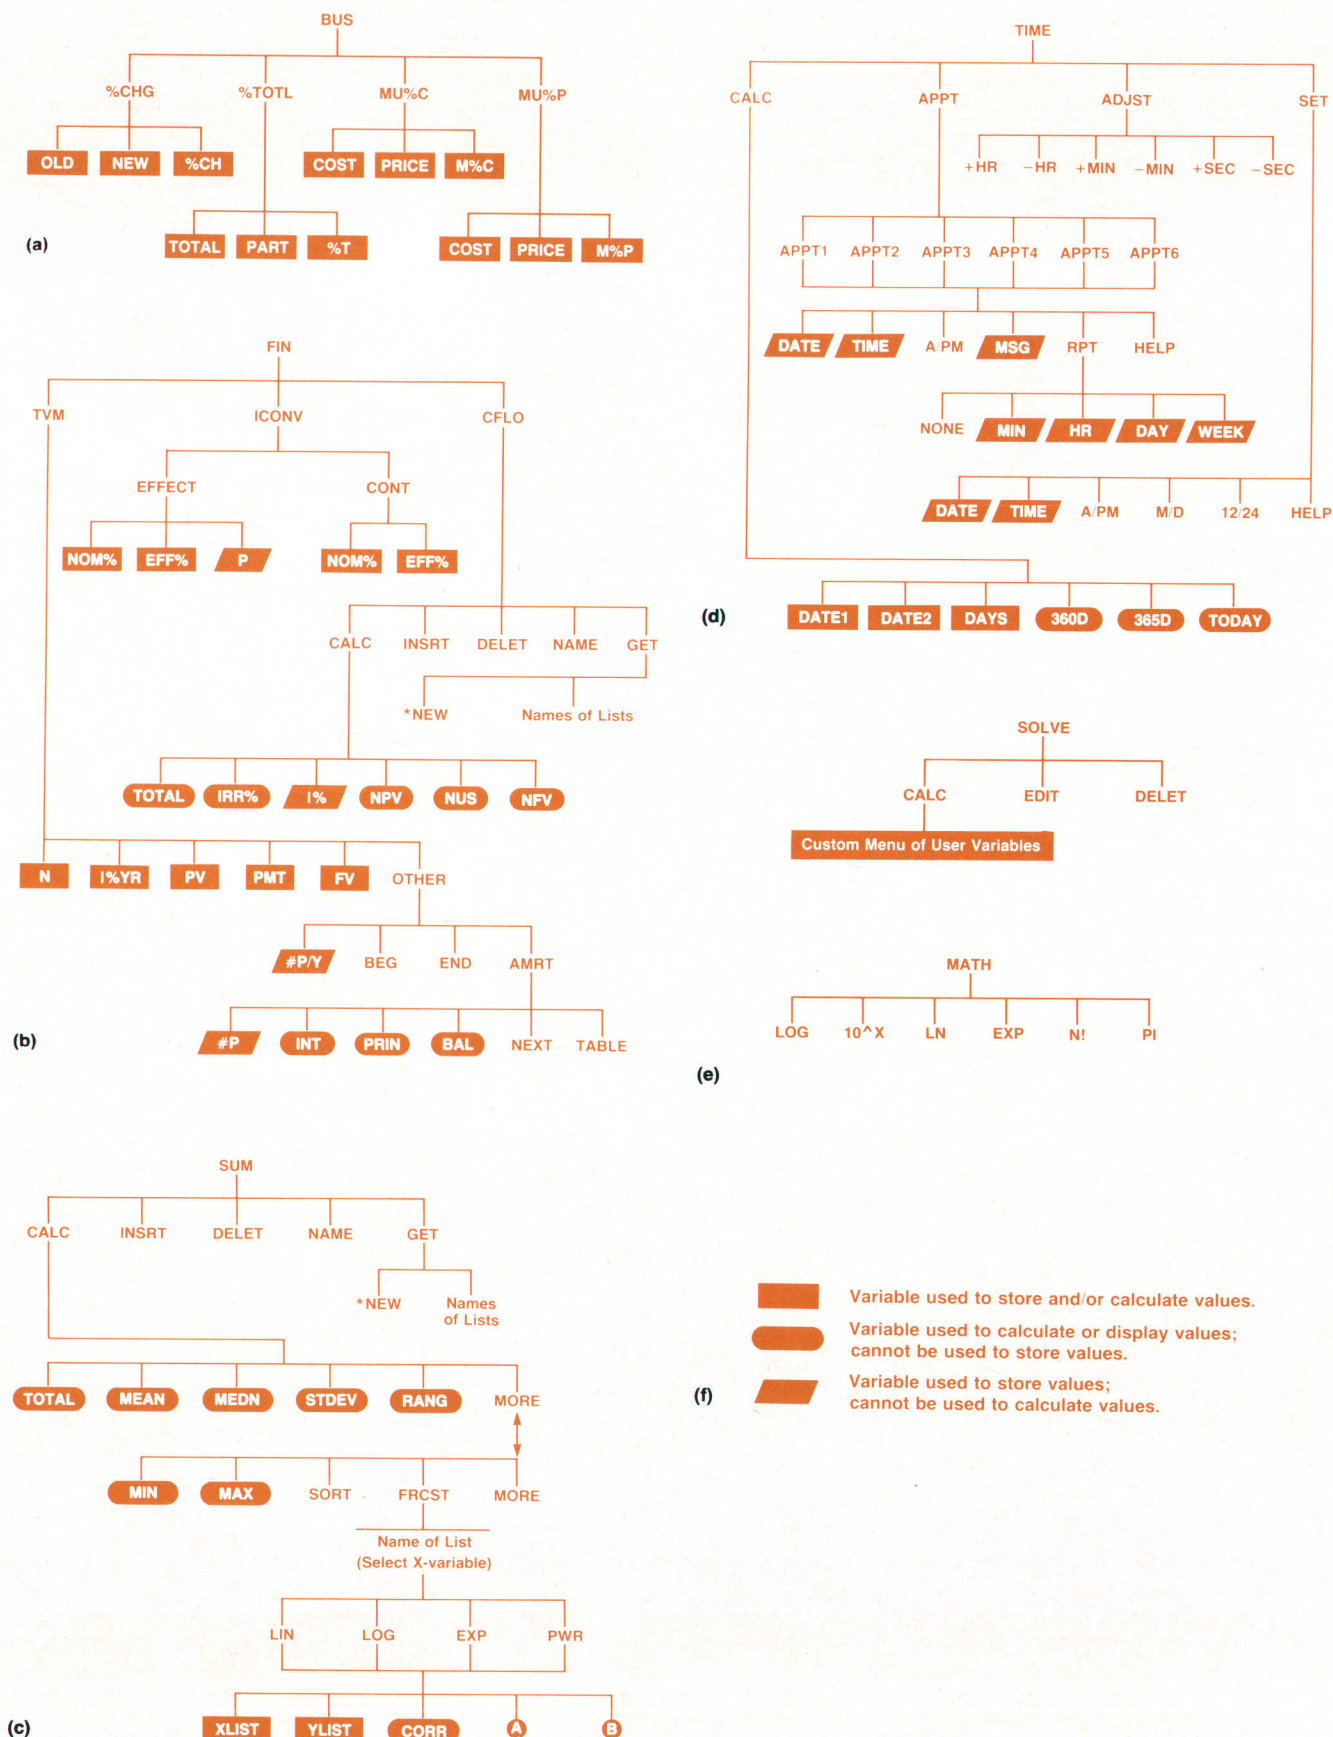 BUS
%CHG %TOTL MU%C MU%P
OLD NEW %CH COST PRICE M%C
TOTAL PART %T COST PRICE M%P
(a)
FIN
TVM ICONV CFLO
EFFECT CONT
NOM% EFF% P NOM% EFF%
CALC INSRT DELET NAME GET
*NEW Names of Lists
TOTAL IRR% I% NPV NUS NFV
N I%YR PV PMT FV OTHER
#P/Y BEG END AMRT
#P INT PRIN BAL NEXT TABLE
(b)
SUM
CALC INSRT DELET NAME GET
*NEW Names
of Lists
TOTAL MEAN MEDN STDEV RANG MORE
MIN MAX SORT FRCST MORE
Name of List
(Select X-variable)
LIN LOG EXP PWR
XLIST YLIST CORR A B
(c)
TIME
CALC APPT ADJST SET
+HR −HR +MIN −MIN +SEC −SEC
APPT1 APPT2 APPT3 APPT4 APPT5 APPT6
DATE TIME A/PM MSG RPT HELP
NONE MIN HR DAY WEEK
DATE TIME A/PM M/D 12/24 HELP
DATE1 DATE2 DAYS 360D 365D TODAY
(d)
SOLVE
CALC EDIT DELET
Custom Menu of User Variables
MATH
LOG 10^X LN EXP N! PI
(e)
Variable used to store and/or calculate values.
Variable used to calculate or display values;
cannot be used to store values.
Variable used to store values;
cannot be used to calculate values.
(f)